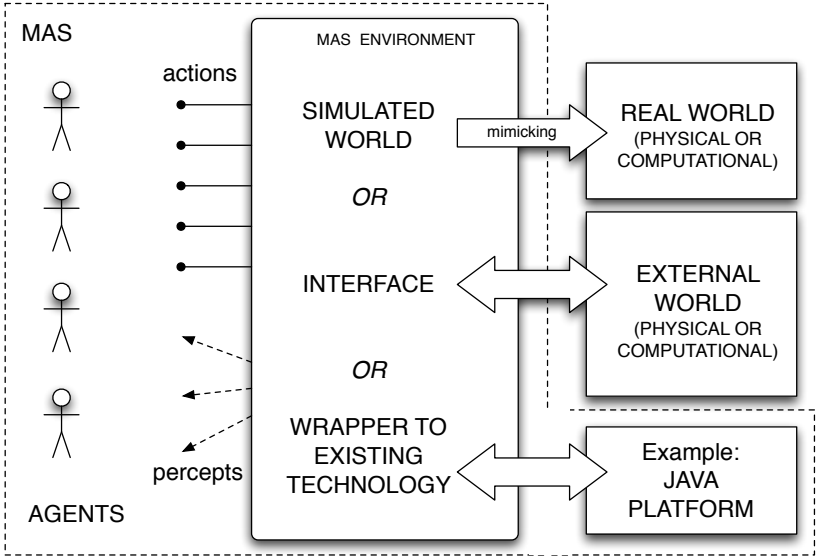 MAS
MAS ENVIRONMENT
actions
SIMULATED
WORLD
mimicking
REAL WORLD
(PHYSICAL OR
COMPUTATIONAL)
OR
INTERFACE
EXTERNAL
WORLD
(PHYSICAL OR
COMPUTATIONAL)
OR
WRAPPER TO
EXISTING
TECHNOLOGY
percepts
Example:
JAVA
PLATFORM
AGENTS